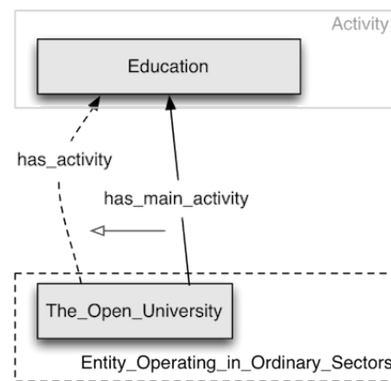 Activity
Education
has_activity
has_main_activity
The_Open_University
Entity_Operating_in_Ordinary_Sectors